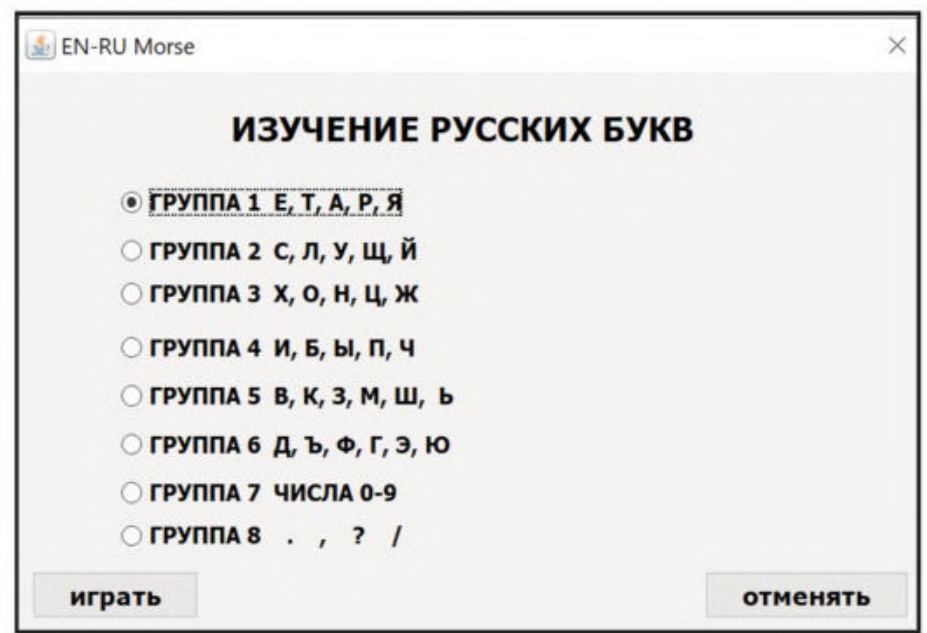 EN-RU Morse
ИЗУЧЕНИЕ РУССКИХ БУКВ
ГРУППА 1 Е, Т, А, Р, Я
ГРУППА 2 С, Л, У, Щ, Й
ГРУППА 3 Х, О, Н, Ц, Ж
ГРУППА 4 И, Б, Ы, П, Ч
ГРУППА 5 В, К, З, М, Ш, Ь
ГРУППА 6 Д, Ъ, Ф, Г, Э, Ю
ГРУППА 7 ЧИСЛА 0-9
ГРУППА 8 . , ? /
играть отменять